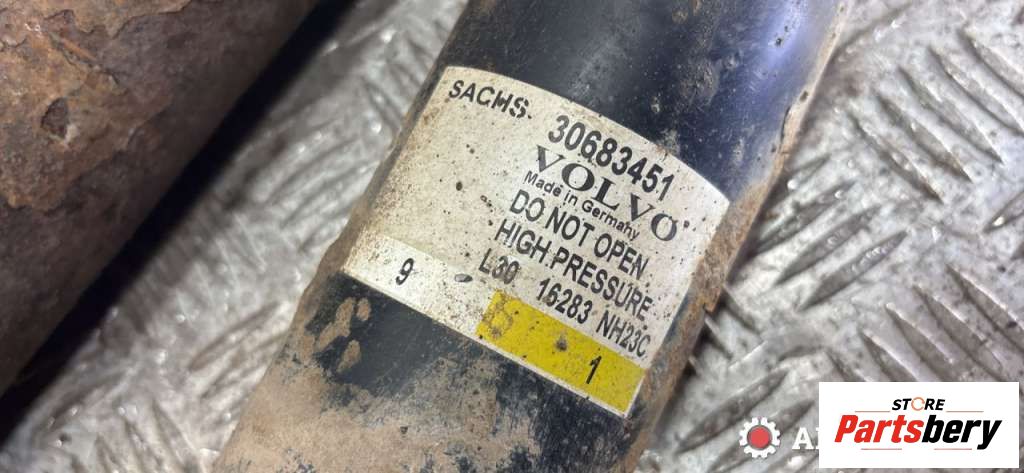 SACHS
30683451
VOLVO
Made in Germany
DO NOT OPEN
HIGH PRESSURE
L30 16283 NH23C
9
1
STORE
Partsbery